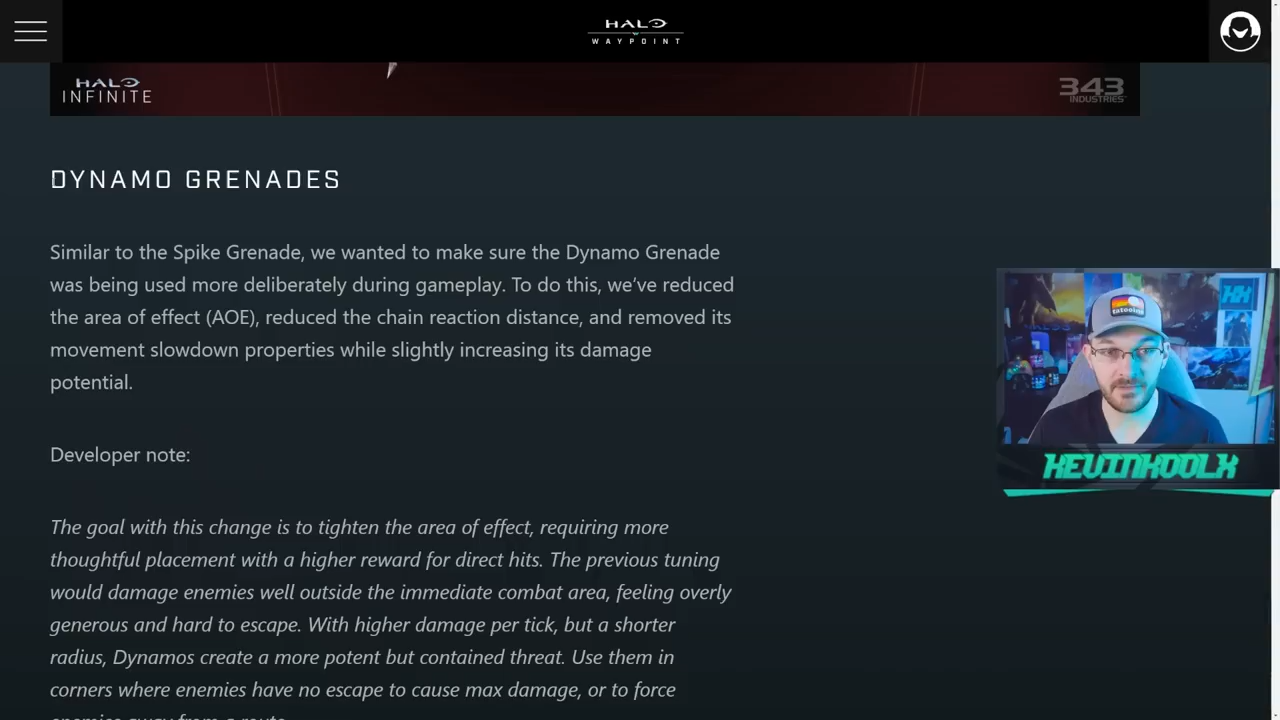 HALO
WAYPOINT
HALO
INFINITE
343
INDUSTRIES
DYNAMO GRENADES
Similar to the Spike Grenade, we wanted to make sure the Dynamo Grenade
was being used more deliberately during gameplay. To do this, we’ve reduced
the area of effect (AOE), reduced the chain reaction distance, and removed its
movement slowdown properties while slightly increasing its damage
potential.
Developer note:
The goal with this change is to tighten the area of effect, requiring more
thoughtful placement with a higher reward for direct hits. The previous tuning
would damage enemies well outside the immediate combat area, feeling overly
generous and hard to escape. With higher damage per tick, but a shorter
radius, Dynamos create a more potent but contained threat. Use them in
corners where enemies have no escape to cause max damage, or to force
enemies away from a route.
KEVINKOOLX